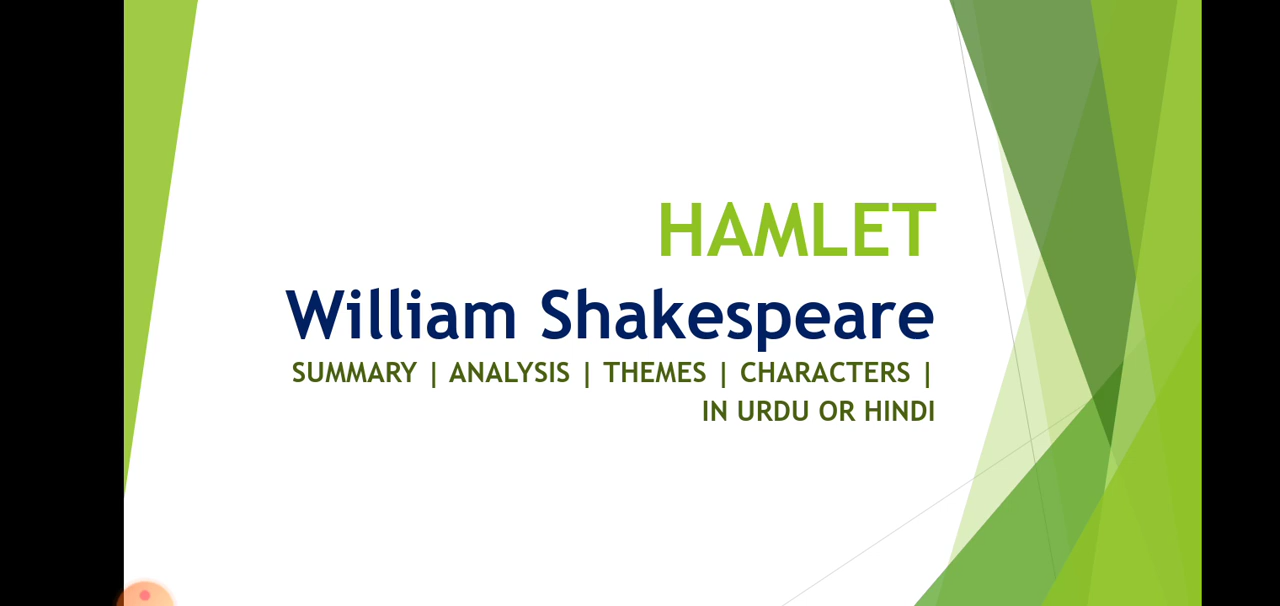 HAMLET
William Shakespeare
SUMMARY | ANALYSIS | THEMES | CHARACTERS |
IN URDU OR HINDI